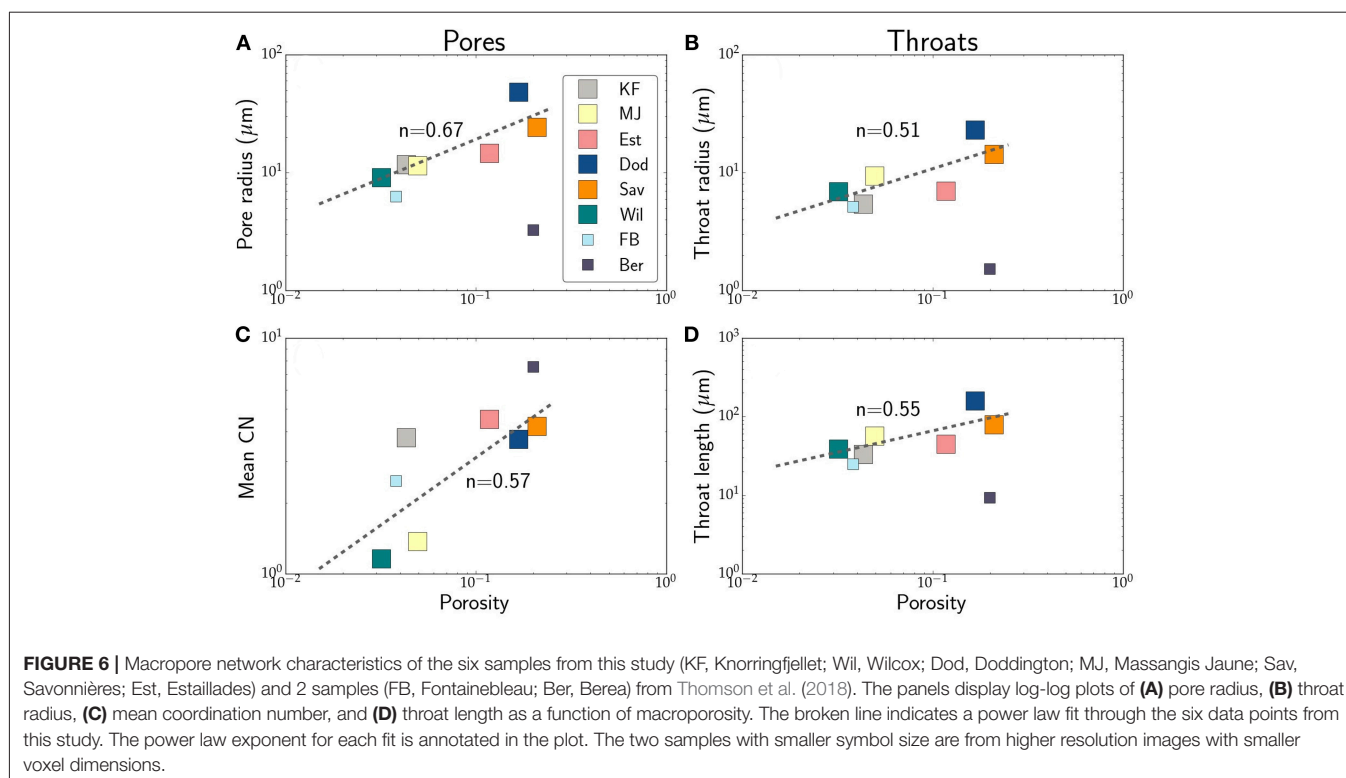 Pores
Throats
A
B
10²
10¹
10⁰
Pore radius (μm)
n=0.67
KF
MJ
Est
Dod
Sav
Wil
FB
Ber
10⁻²
10⁻¹
10⁰
10²
10¹
10⁰
Throat radius (μm)
n=0.51
10⁻²
10⁻¹
10⁰
C
D
10¹
10⁰
Mean CN
n=0.57
10⁻²
10⁻¹
10⁰
Porosity
10³
10²
10¹
10⁰
Throat length (μm)
n=0.55
10⁻²
10⁻¹
10⁰
Porosity
FIGURE 6 | Macropore network characteristics of the six samples from this study (KF, Knorringfjellet; Wil, Wilcox; Dod, Doddington; MJ, Massangis Jaune; Sav,
Savonnières; Est, Estaillades) and 2 samples (FB, Fontainebleau; Ber, Berea) from Thomson et al. (2018). The panels display log-log plots of (A) pore radius, (B) throat
radius, (C) mean coordination number, and (D) throat length as a function of macroporosity. The broken line indicates a power law fit through the six data points from
this study. The power law exponent for each fit is annotated in the plot. The two samples with smaller symbol size are from higher resolution images with smaller
voxel dimensions.